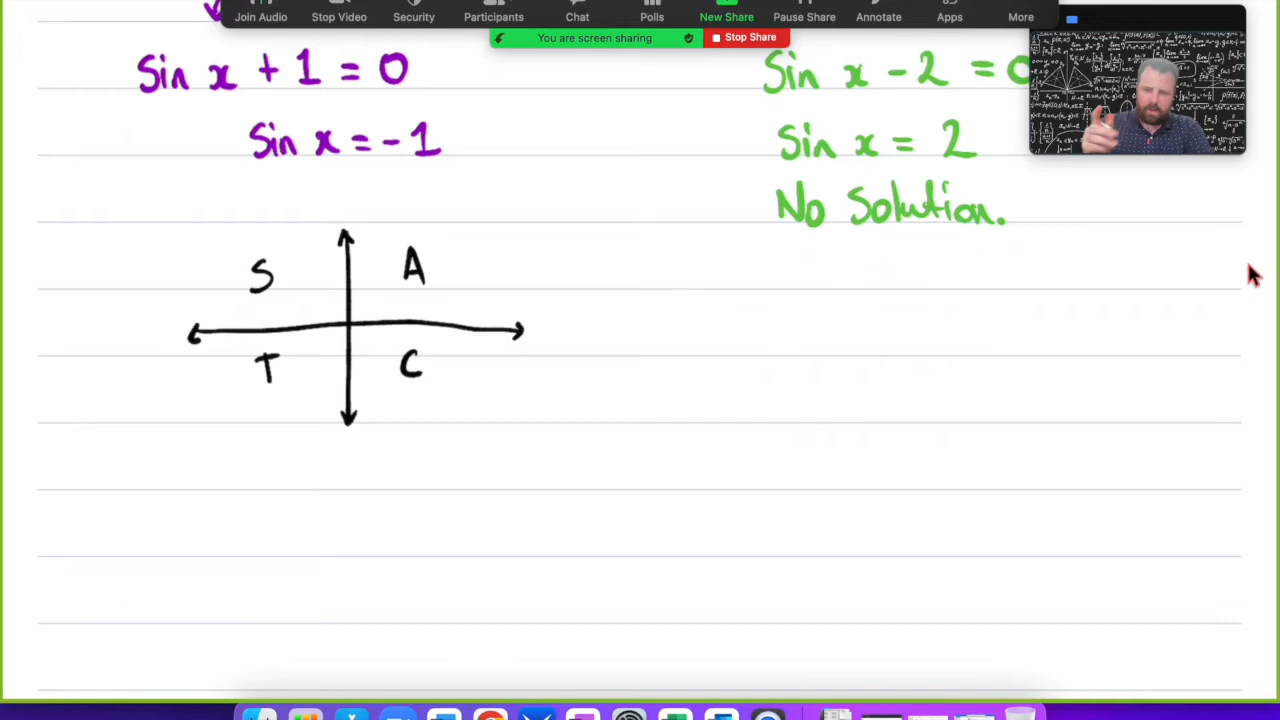 Join Audio Stop Video Security Participants Chat Polls New Share Pause Share Annotate Apps More
You are screen sharing Stop Share
Sin x + 1 = 0
Sin x - 2 = 0
Sin x = -1
Sin x = 2
No Solution.
S A
T C